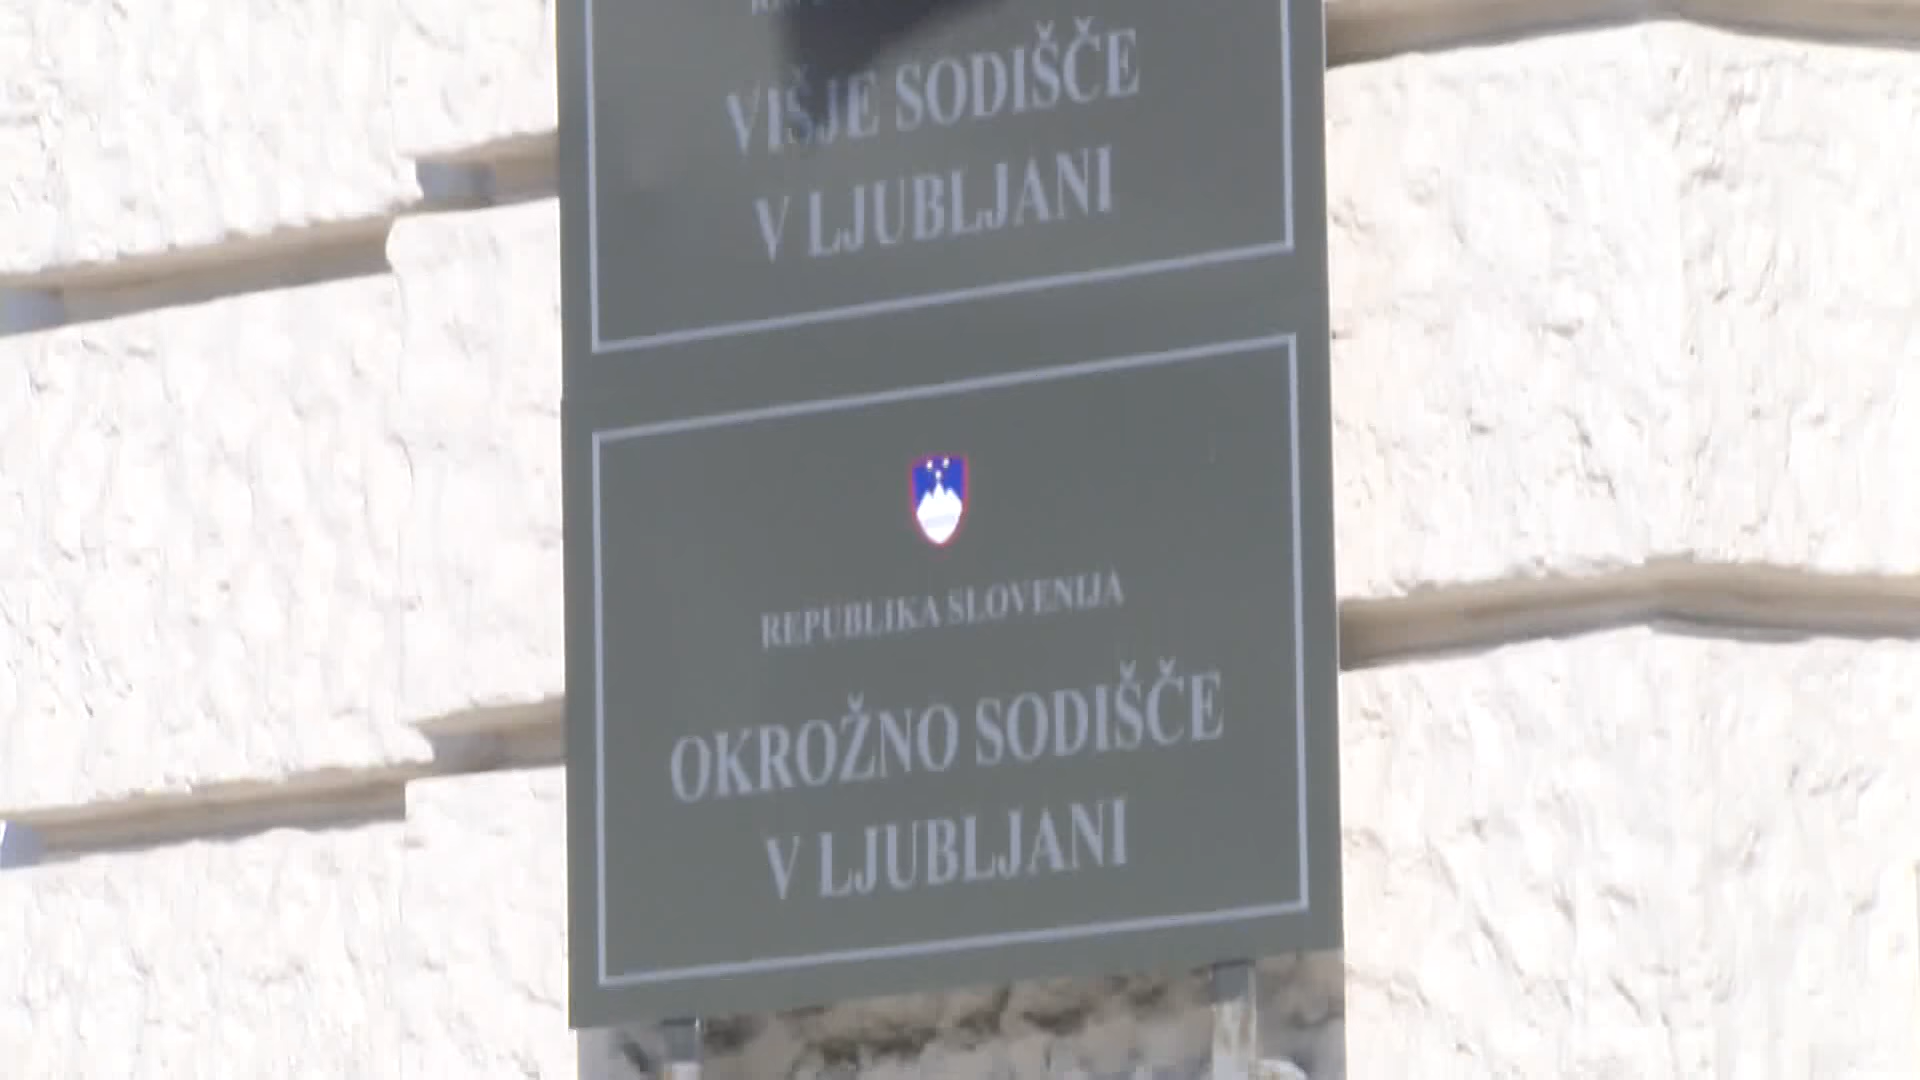 VIŠJE SODIŠČE
V LJUBLJANI
REPUBLIKA SLOVENIJA
OKROŽNO SODIŠČE
V LJUBLJANI